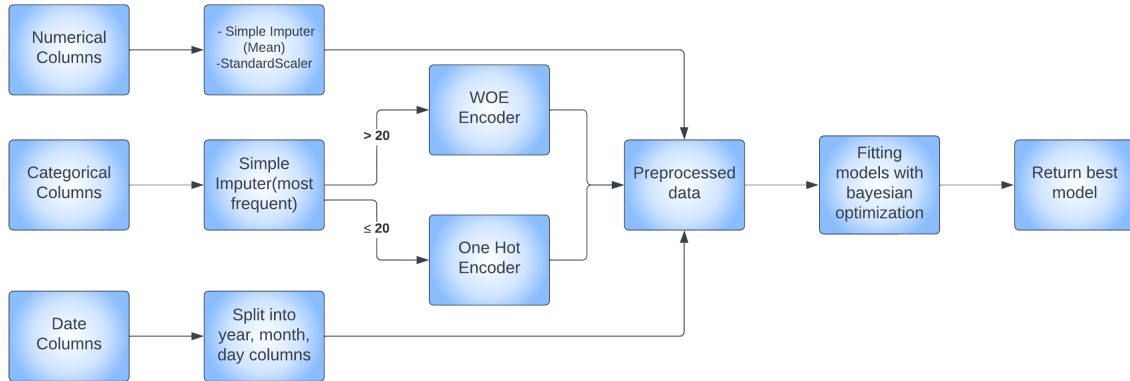 Numerical
Columns
- Simple Imputer
(Mean)
-StandardScaler
WOE
Encoder
> 20
Categorical
Columns
Simple
Imputer(most
frequent)
≤ 20
One Hot
Encoder
Preprocessed
data
Fitting
models with
bayesian
optimization
Return best
model
Date
Columns
Split into
year, month,
day columns